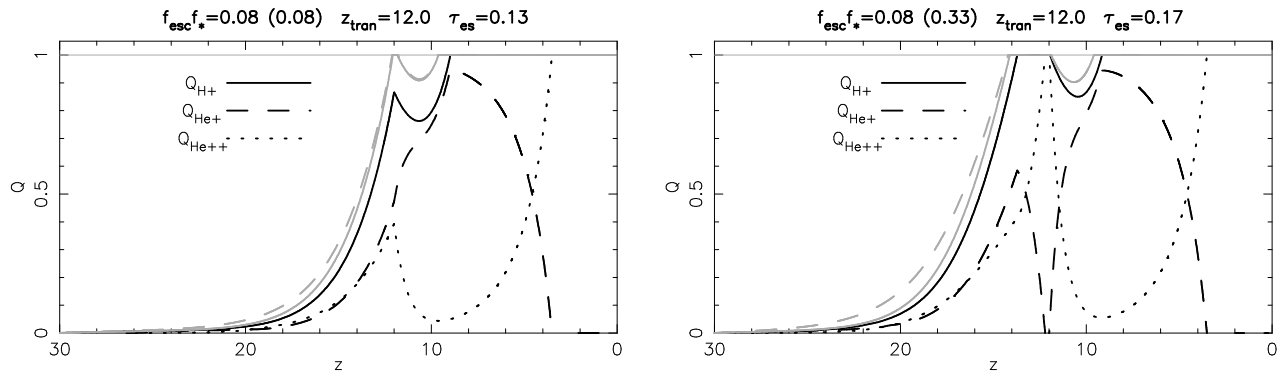 f_esc f_*=0.08 (0.08) z_tran=12.0 τ_es=0.13
1
0.5
0
Q
Q_H+
Q_He+
Q_He++
30
20
10
0
z
f_esc f_*=0.08 (0.33) z_tran=12.0 τ_es=0.17
1
0.5
0
Q
Q_H+
Q_He+
Q_He++
30
20
10
0
z